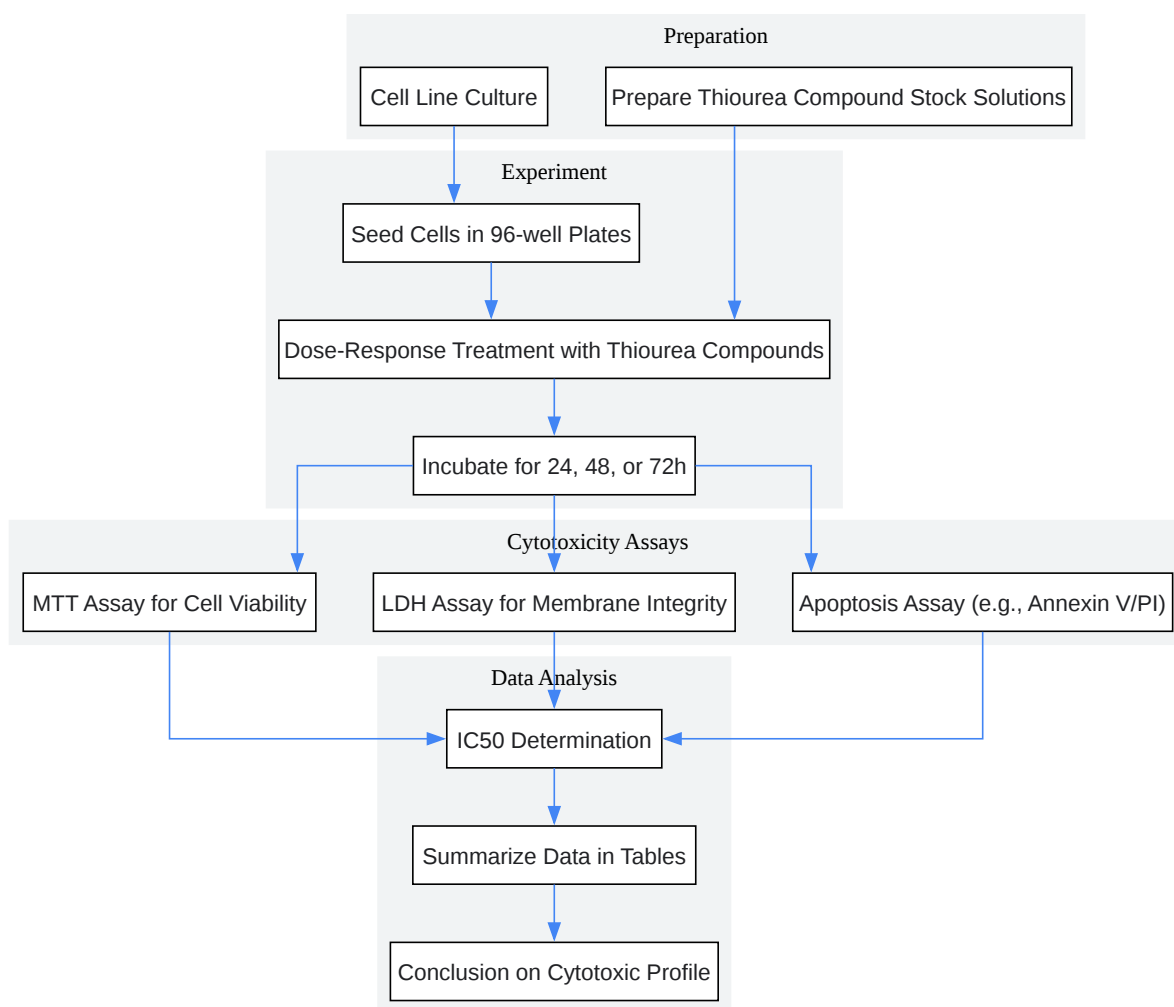 Preparation
Cell Line Culture
Prepare Thiourea Compound Stock Solutions
Experiment
Seed Cells in 96-well Plates
Dose-Response Treatment with Thiourea Compounds
Incubate for 24, 48, or 72h
Cytotoxicity Assays
MTT Assay for Cell Viability
LDH Assay for Membrane Integrity
Apoptosis Assay (e.g., Annexin V/PI)
Data Analysis
IC50 Determination
Summarize Data in Tables
Conclusion on Cytotoxic Profile